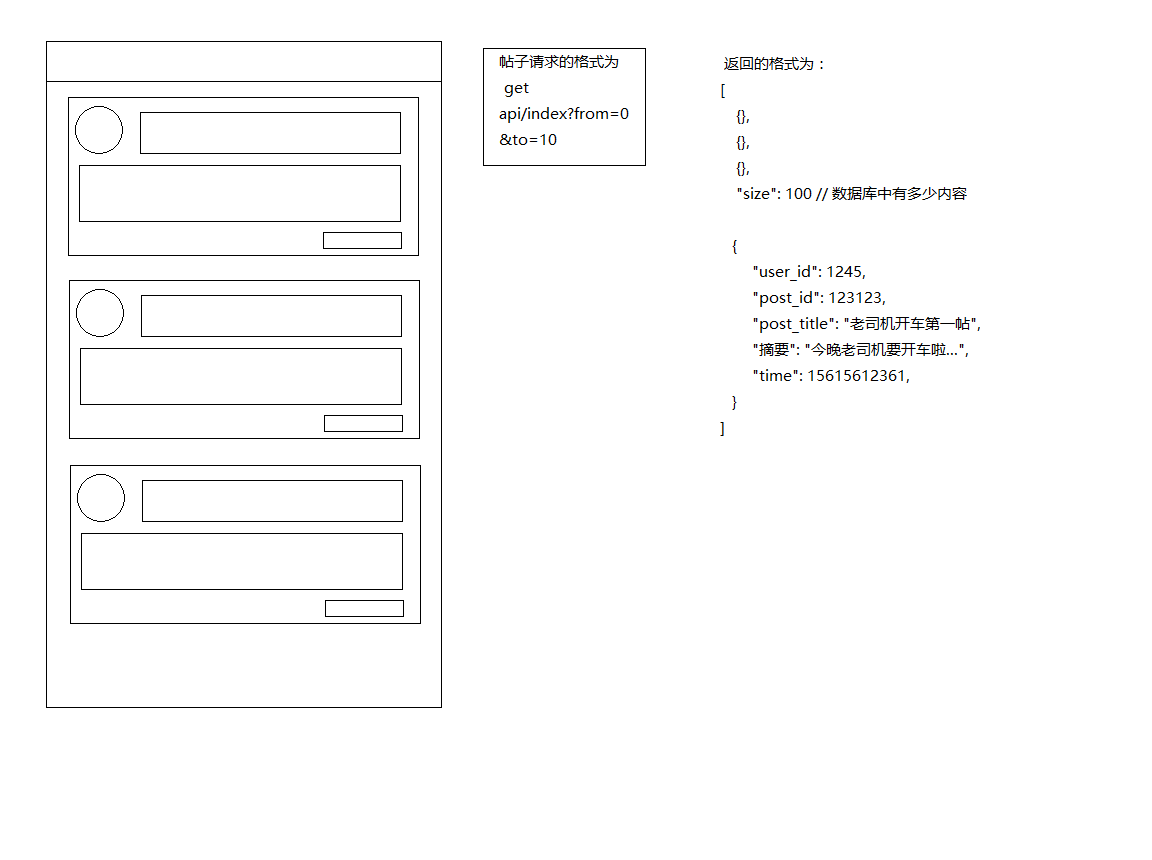 帖子请求的格式为
get
api/index?from=0
&to=10
返回的格式为：
[
{},
{},
{},
"size": 100 // 数据库中有多少内容
{
"user_id": 1245,
"post_id": 123123,
"post_title": "老司机开车第一帖",
"摘要": "今晚老司机要开车啦...",
"time": 15615612361,
}
]